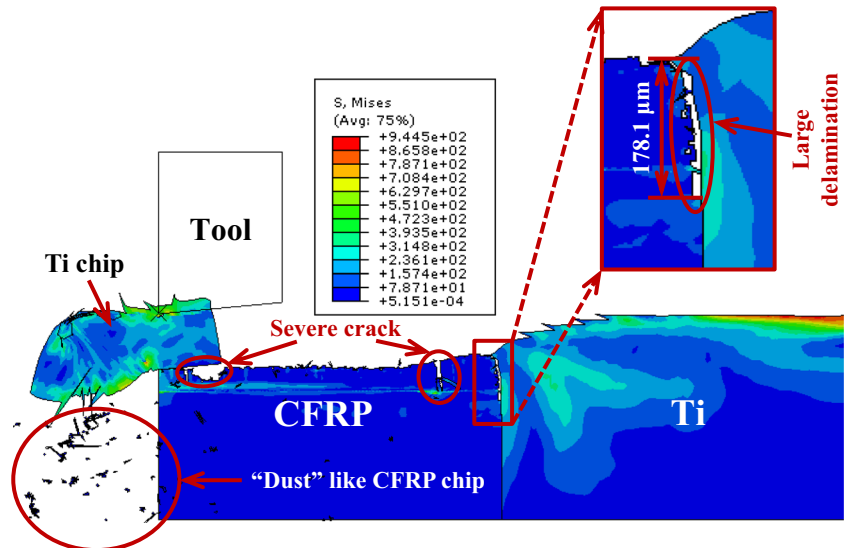 S, Mises
(Avg: 75%)
+9.445e+02
+8.658e+02
+7.871e+02
+7.084e+02
+6.297e+02
+5.510e+02
+4.723e+02
+3.935e+02
+3.148e+02
+2.361e+02
+1.574e+02
+7.871e+01
+5.151e-04
178.1 μm
Large
delamination
Tool
Ti chip
Severe crack
CFRP
Ti
“Dust” like CFRP chip